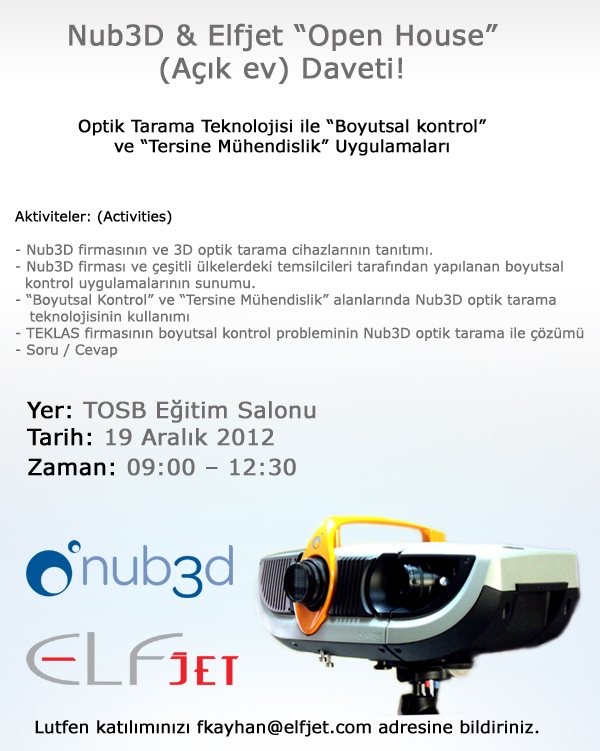 Nub3D & Elfjet “Open House”
(Açık ev) Daveti!
Optik Tarama Teknolojisi ile “Boyutsal kontrol”
ve “Tersine Mühendislik” Uygulamaları
Aktiviteler: (Activities)
- Nub3D firmasının ve 3D optik tarama cihazlarının tanıtımı.
- Nub3D firması ve çeşitli ülkelerdeki temsilcileri tarafından yapılan boyutsal
kontrol uygulamalarının sunumu.
- “Boyutsal Kontrol” ve “Tersine Mühendislik” alanlarında Nub3D optik tarama
teknolojisinin kullanımı
- TEKLAS firmasının boyutsal kontrol probleminin Nub3D optik tarama ile çözümü
- Soru / Cevap
Yer: TOSB Eğitim Salonu
Tarih: 19 Aralık 2012
Zaman: 09:00 – 12:30
nub3d
ELFJET
Lutfen katılımınızı fkayhan@elfjet.com adresine bildiriniz.